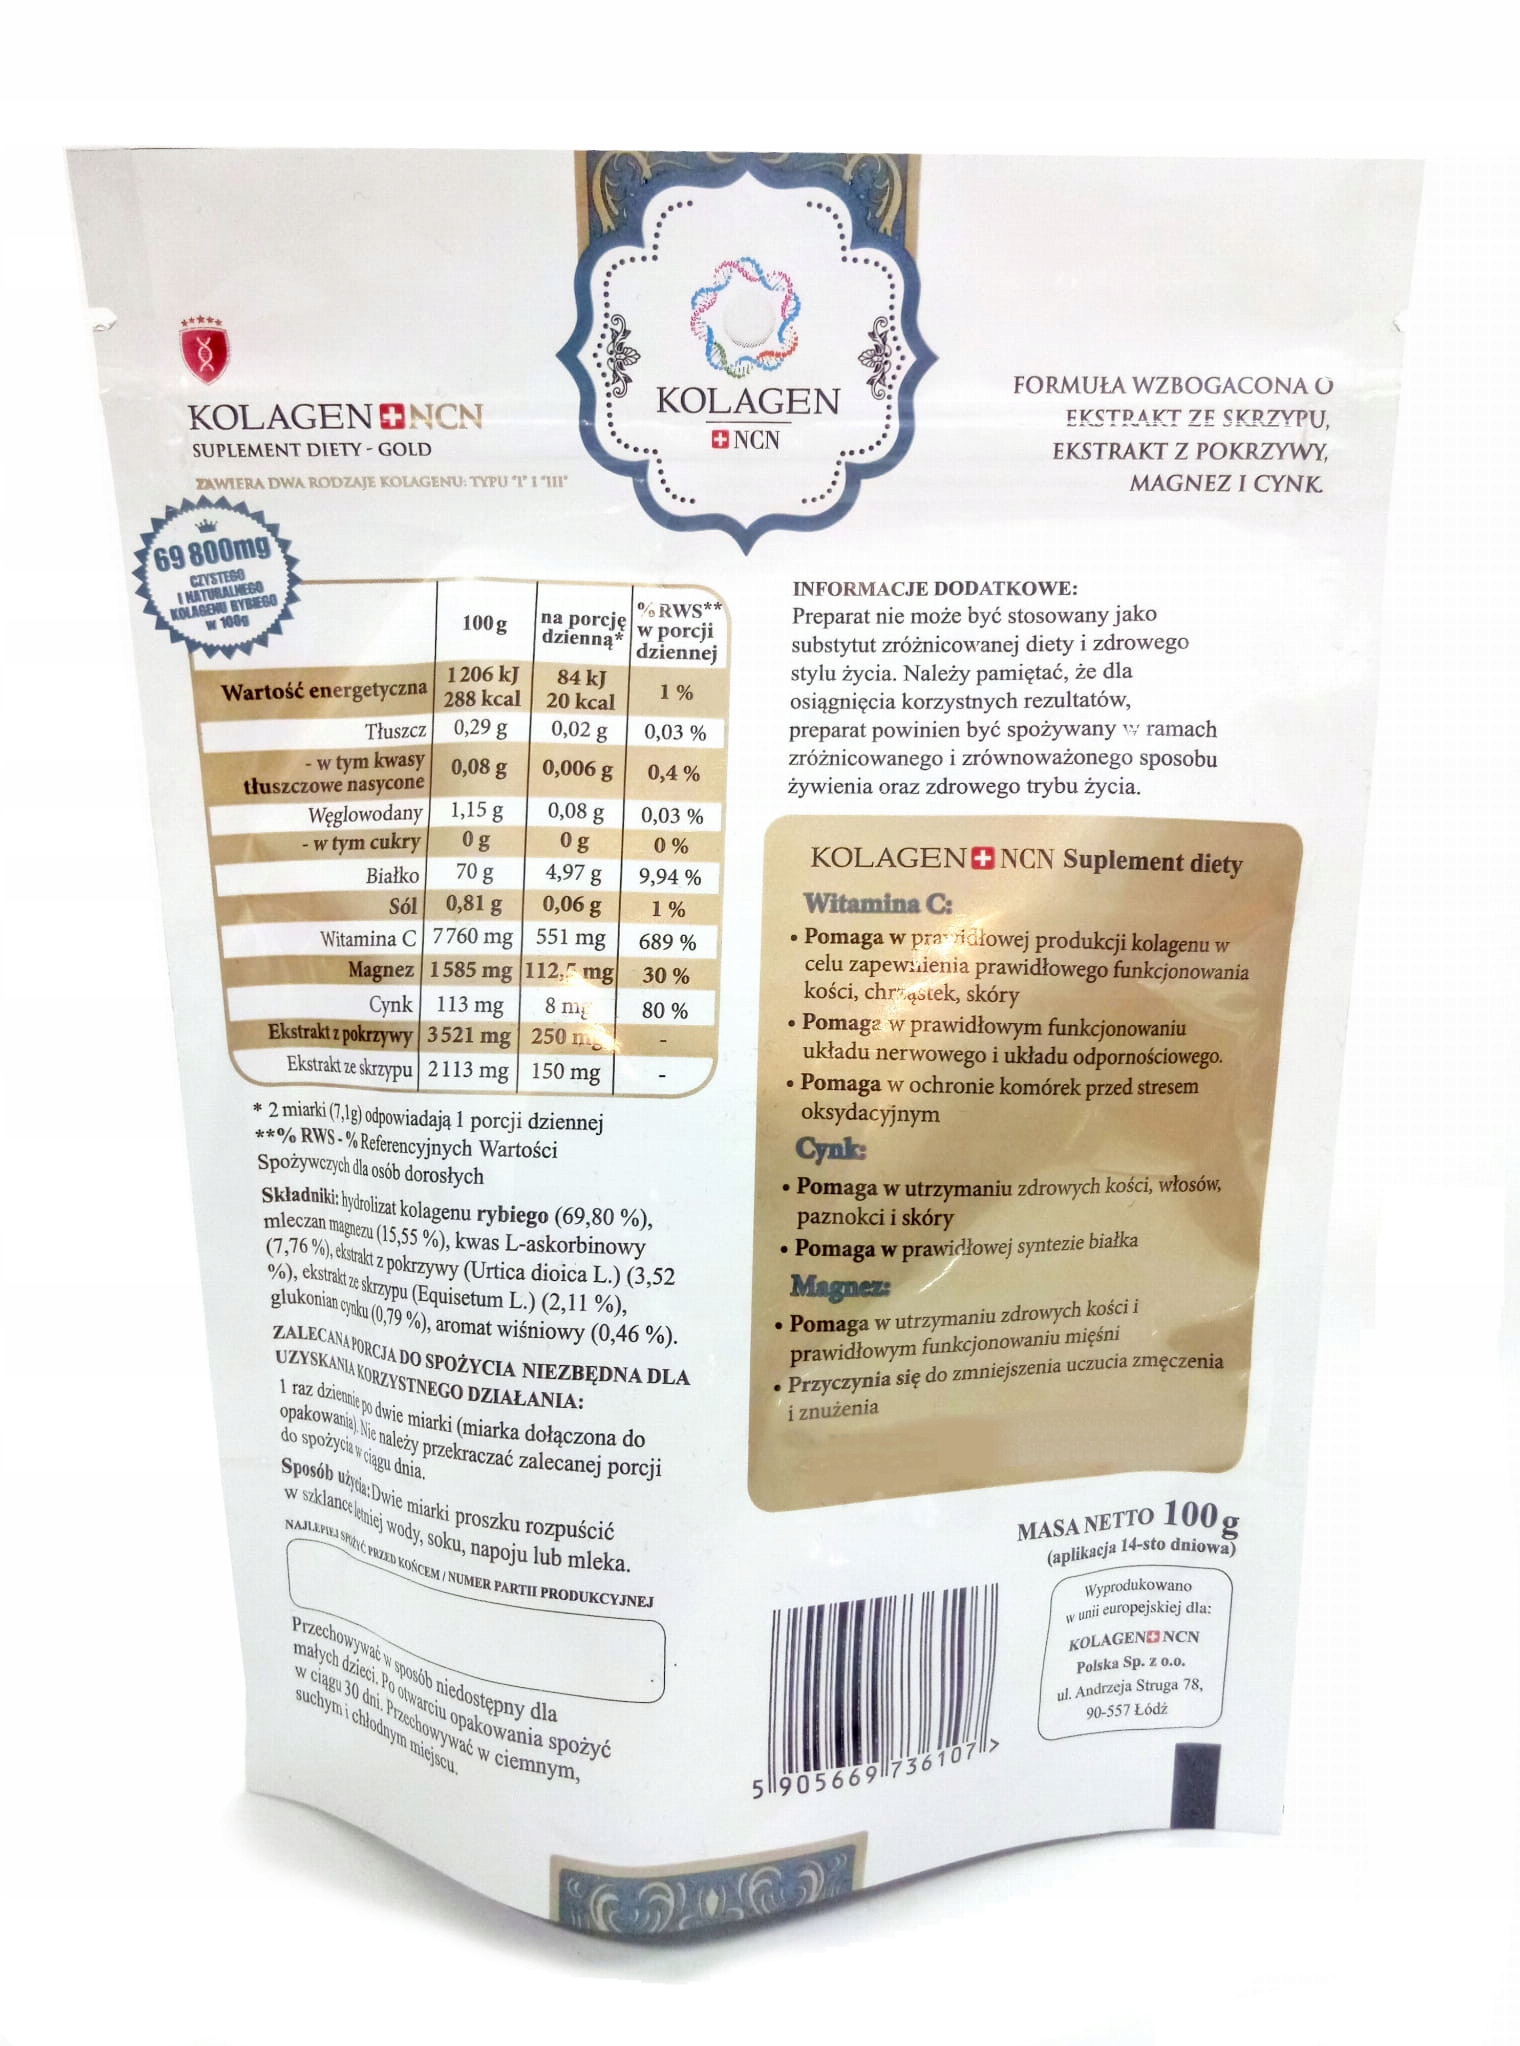 KOLAGEN
NCN
KOLAGEN NCN
SUPLEMENT DIETY - GOLD
ZAWIERA DWA RODZAJE KOLAGENU: TYPU "I" I "III"
FORMUŁA WZBOGACONA O
EKSTRAKT ZE SKRZYPU,
EKSTRAKT Z POKRZYWY,
MAGNEZ I CYNK.
69 800mg
CZYSTEGO
I NATURALNEGO
KOLAGENU RYBIEGO
w 100g
100g na porcję dzienną* % RWS** w porcji dziennej
Wartość energetyczna 1206 kJ 288 kcal 84 kJ 20 kcal 1 %
Tłuszcz 0,29 g 0,02 g 0,03 %
- w tym kwasy tłuszczowe nasycone 0,08 g 0,006 g 0,4 %
Węglowodany 1,15 g 0,08 g 0,03 %
- w tym cukry 0 g 0 g 0 %
Białko 70 g 4,97 g 9,94 %
Sól 0,81 g 0,06 g 1 %
Witamina C 7760 mg 551 mg 689 %
Magnez 1585 mg 112,5 mg 30 %
Cynk 113 mg 8 mg 80 %
Ekstrakt z pokrzywy 3521 mg 250 mg -
Ekstrakt ze skrzypu 2113 mg 150 mg -
* 2 miarki (7,1g) odpowiadają 1 porcji dziennej
**% RWS - % Referencyjnych Wartości
Spożywczych dla osób dorosłych
Składniki: hydrolizat kolagenu rybiego (69,80 %),
mleczan magnezu (15,55 %), kwas L-askorbinowy
(7,76 %), ekstrakt z pokrzywy (Urtica dioica L.) (3,52
%), ekstrakt ze skrzypu (Equisetum L.) (2,11 %),
glukonian cynku (0,79 %), aromat wiśniowy (0,46 %).
ZALECANA PORCJA DO SPOŻYCIA NIEZBĘDNA DLA
UZYSKANIA KORZYSTNEGO DZIAŁANIA:
1 raz dziennie po dwie miarki (miarka dołączona do
opakowania). Nie należy przekraczać zalecanej porcji
do spożycia w ciągu dnia.
Sposób użycia: Dwie miarki proszku rozpuścić
w szklance letniej wody, soku, napoju lub mleka.
NAJLEPIEJ SPOŻYĆ PRZED KOŃCEM / NUMER PARTII PRODUKCYJNEJ
Przechowywać w sposób niedostępny dla
małych dzieci. Po otwarciu opakowania spożyć
w ciągu 30 dni. Przechowywać w ciemnym,
suchym i chłodnym miejscu.
INFORMACJE DODATKOWE:
Preparat nie może być stosowany jako
substytut zróżnicowanej diety i zdrowego
stylu życia. Należy pamiętać, że dla
osiągnięcia korzystnych rezultatów,
preparat powinien być spożywany w ramach
zróżnicowanego i zrównoważonego sposobu
żywienia oraz zdrowego trybu życia.
KOLAGEN NCN Suplement diety
Witamina C:
• Pomaga w prawidłowej produkcji kolagenu w
celu zapewnienia prawidłowego funkcjonowania
kości, chrząstek, skóry
• Pomaga w prawidłowym funkcjonowaniu
układu nerwowego i układu odpornościowego.
• Pomaga w ochronie komórek przed stresem
oksydacyjnym
Cynk:
• Pomaga w utrzymaniu zdrowych kości, włosów,
paznokci i skóry
• Pomaga w prawidłowej syntezie białka
Magnez:
• Pomaga w utrzymaniu zdrowych kości i
prawidłowym funkcjonowaniu mięśni
• Przyczynia się do zmniejszenia uczucia zmęczenia
i znużenia
MASA NETTO 100g
(aplikacja 14-sto dniowa)
Wyprodukowano
w unii europejskiej dla:
KOLAGEN NCN
Polska Sp. z o.o.
ul. Andrzeja Struga 78,
90-557 Łódź
5 905669 736107 >